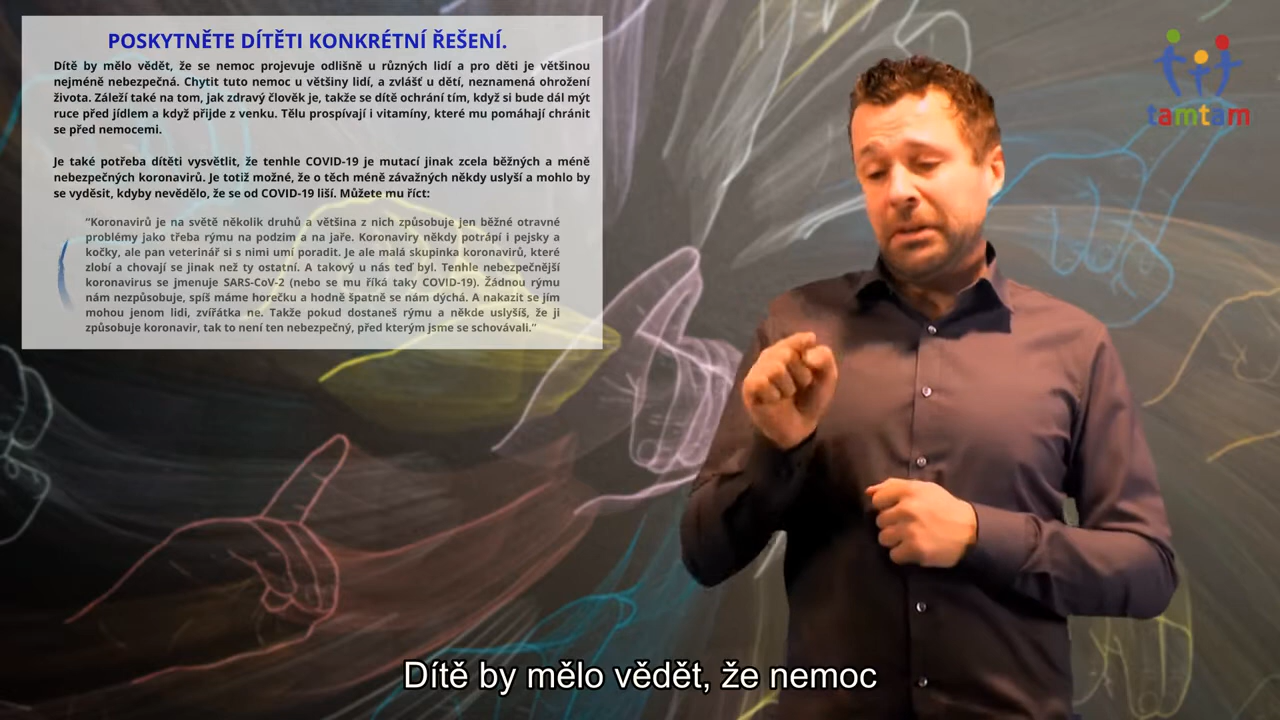 POSKYTNĚTE DÍTĚTI KONKRÉTNÍ ŘEŠENÍ.
Dítě by mělo vědět, že se nemoc projevuje odlišně u různých lidí a pro děti je většinou
nejméně nebezpečná. Chytit tuto nemoc u většiny lidí, a zvlášť u dětí, neznamená ohrožení
života. Záleží také na tom, jak zdravý člověk je, takže se dítě ochrání tím, když si bude dál mýt
ruce před jídlem a když přijde z venku. Tělu prospívají i vitamíny, které mu pomáhají chránit
se před nemocemi.
Je také potřeba dítěti vysvětlit, že tenhle COVID-19 je mutací jinak zcela běžných a méně
nebezpečných koronavirů. Je totiž možné, že o těch méně závažných někdy uslyší a mohlo by
se vyděsit, kdyby nevědělo, že se od COVID-19 liší. Můžete mu říct:
“Koronavirů je na světě několik druhů a většina z nich způsobuje jen běžné otravné
problémy jako třeba rýmu na podzim a na jaře. Koronaviry někdy potrápí i pejsky a
kočky, ale pan veterinář si s nimi umí poradit. Je ale malá skupinka koronavirů, které
zlobí a chovají se jinak než ty ostatní. A takový u nás teď byl. Tenhle nebezpečnější
koronavirus se jmenuje SARS-CoV-2 (nebo se mu říká taky COVID-19). Žádnou rýmu
nám nezpůsobuje, spíš máme horečku a hodně špatně se nám dýchá. A nakazit se jím
mohou jenom lidi, zvířátka ne. Takže pokud dostaneš rýmu a někde uslyšíš, že ji
způsobuje koronavir, tak to není ten nebezpečný, před kterým jsme se schovávali.”
tamtam
Dítě by mělo vědět, že nemoc